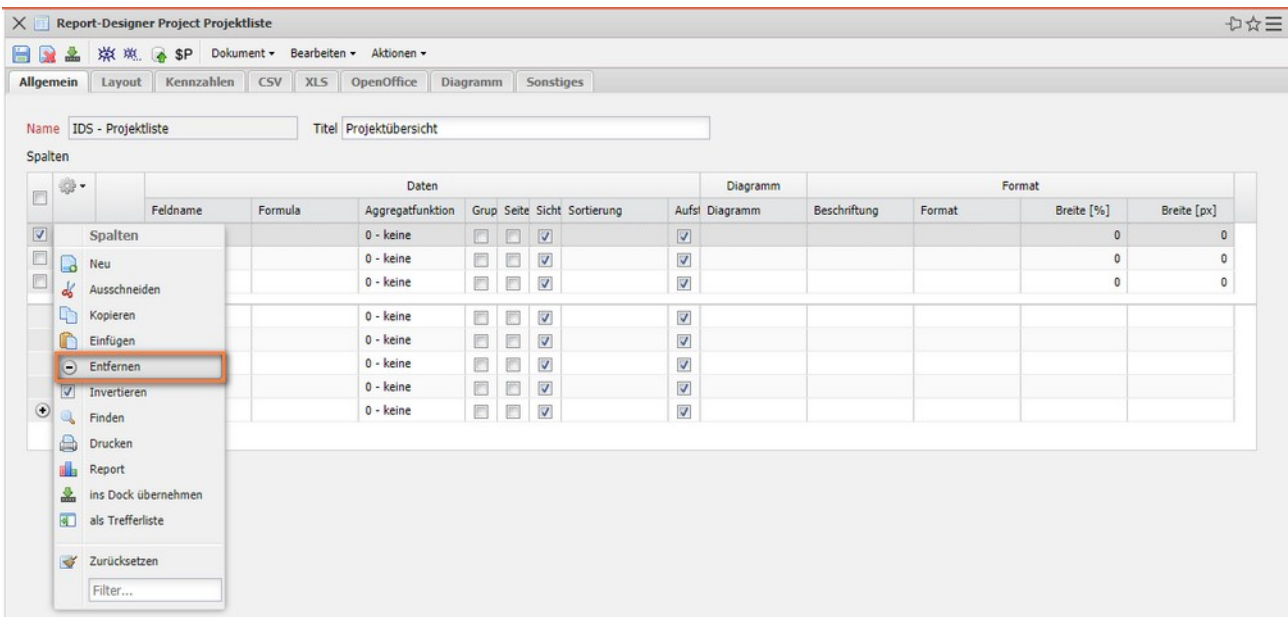 Report-Designer Project Projektliste
$P Dokument Bearbeiten Aktionen
Allgemein Layout Kennzahlen CSV XLS OpenOffice Diagramm Sonstiges
Name IDS - Projektliste Titel Projektübersicht
Spalten
Daten Diagramm Format
Feldname Formula Aggregatfunktion Grup Seite Sicht Sortierung Aufst Diagramm Beschriftung Format Breite [%] Breite [px]
Spalten 0 - keine 0 0
Neu 0 - keine 0 0
Ausschneiden 0 - keine 0 0
Kopieren 0 - keine
Einfügen 0 - keine
Entfernen 0 - keine
Invertieren 0 - keine
Finden 0 - keine
Drucken
Report
ins Dock übernehmen
als Trefferliste
Zurücksetzen
Filter...